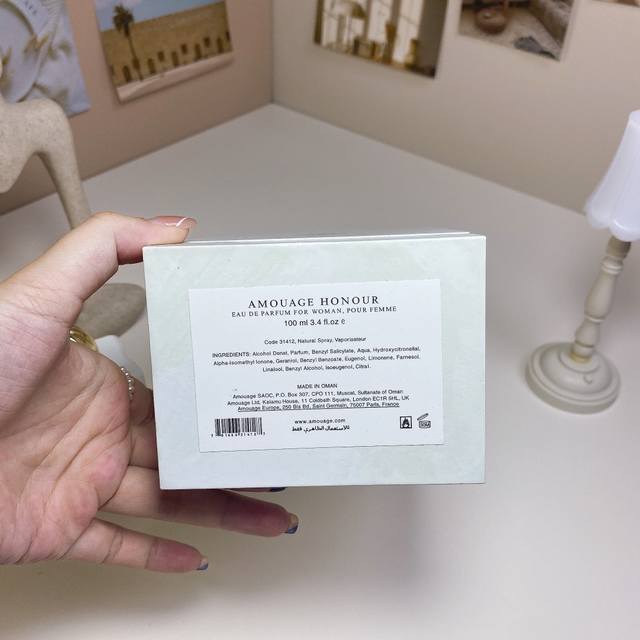 AMOUAGE HONOUR
EAU DE PARFUM FOR WOMAN, POUR FEMME
100 ml 3.4 fl.oz e
Code 31412, Natural Spray, Vaporisateur
INGREDIENTS: Alcohol Denat, Parfum, Benzyl Salicylate, Aqua, Hydroxycitronellal,
Alpha-Isomethyl Ionone, Geraniol, Benzyl Benzoate, Eugenol, Limonene, Farnesol,
Linalool, Benzyl Alcohol, Isoeugenol, Citral.
MADE IN OMAN
Amouage SAOC, P.O. Box 307, CPO 111, Muscat, Sultanate of Oman
Amouage Ltd, Kalamu House, 11 Coldbath Square, London EC1R 5HL, UK
Amouage Europe, 250 Bis Bd, Saint Germain, 75007 Paris, France
www.amouage.com
للاستعمال الظاهري فقط